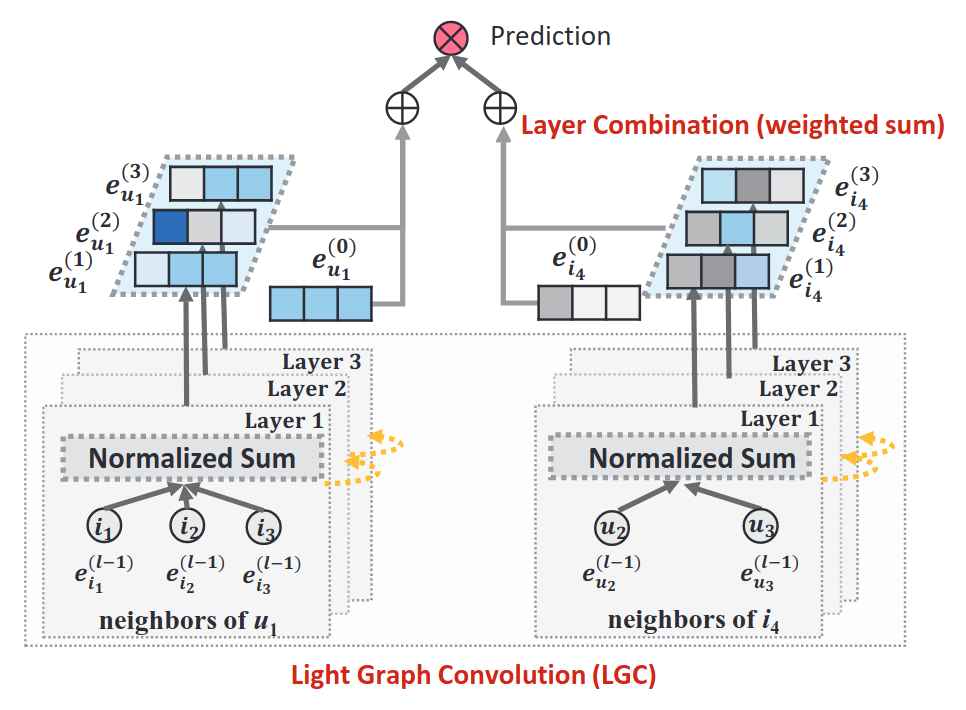 Prediction
Layer Combination (weighted sum)
e_{u_1}^{(3)}
e_{u_1}^{(2)}
e_{u_1}^{(1)}
e_{u_1}^{(0)}
e_{i_4}^{(0)}
e_{i_4}^{(3)}
e_{i_4}^{(2)}
e_{i_4}^{(1)}
Layer 3
Layer 2
Layer 1
Normalized Sum
i_1 i_2 i_3
e_{i_1}^{(l-1)} e_{i_2}^{(l-1)} e_{i_3}^{(l-1)}
neighbors of u_1
Layer 3
Layer 2
Layer 1
Normalized Sum
u_2 u_3
e_{u_2}^{(l-1)} e_{u_3}^{(l-1)}
neighbors of i_4
Light Graph Convolution (LGC)